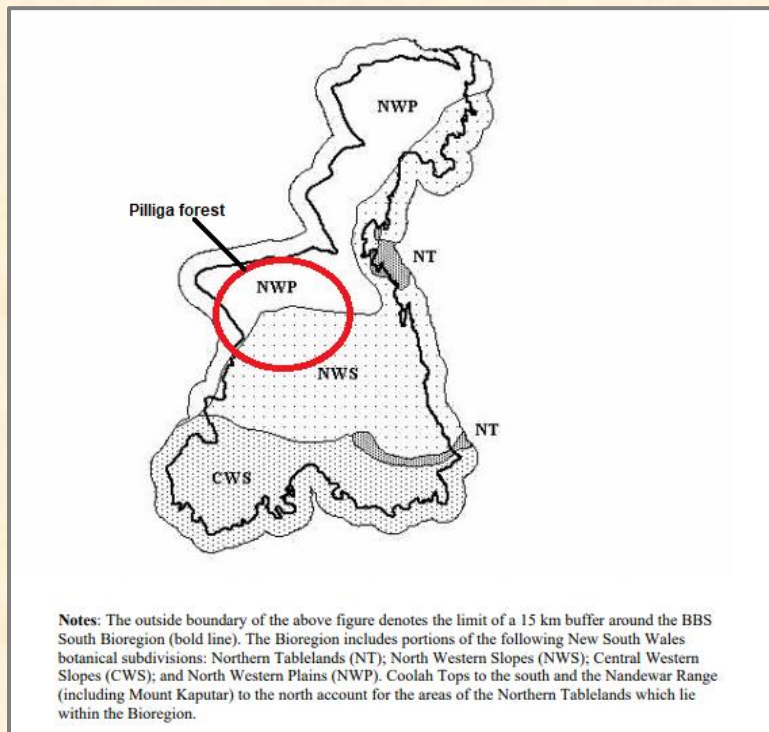 NWP
Pilliga forest
NT
NWP
NWS
NT
CWS
Notes: The outside boundary of the above figure denotes the limit of a 15 km buffer around the BBS
South Bioregion (bold line). The Bioregion includes portions of the following New South Wales
botanical subdivisions: Northern Tablelands (NT); North Western Slopes (NWS); Central Western
Slopes (CWS); and North Western Plains (NWP). Coolah Tops to the south and the Nandewar Range
(including Mount Kaputar) to the north account for the areas of the Northern Tablelands which lie
within the Bioregion.